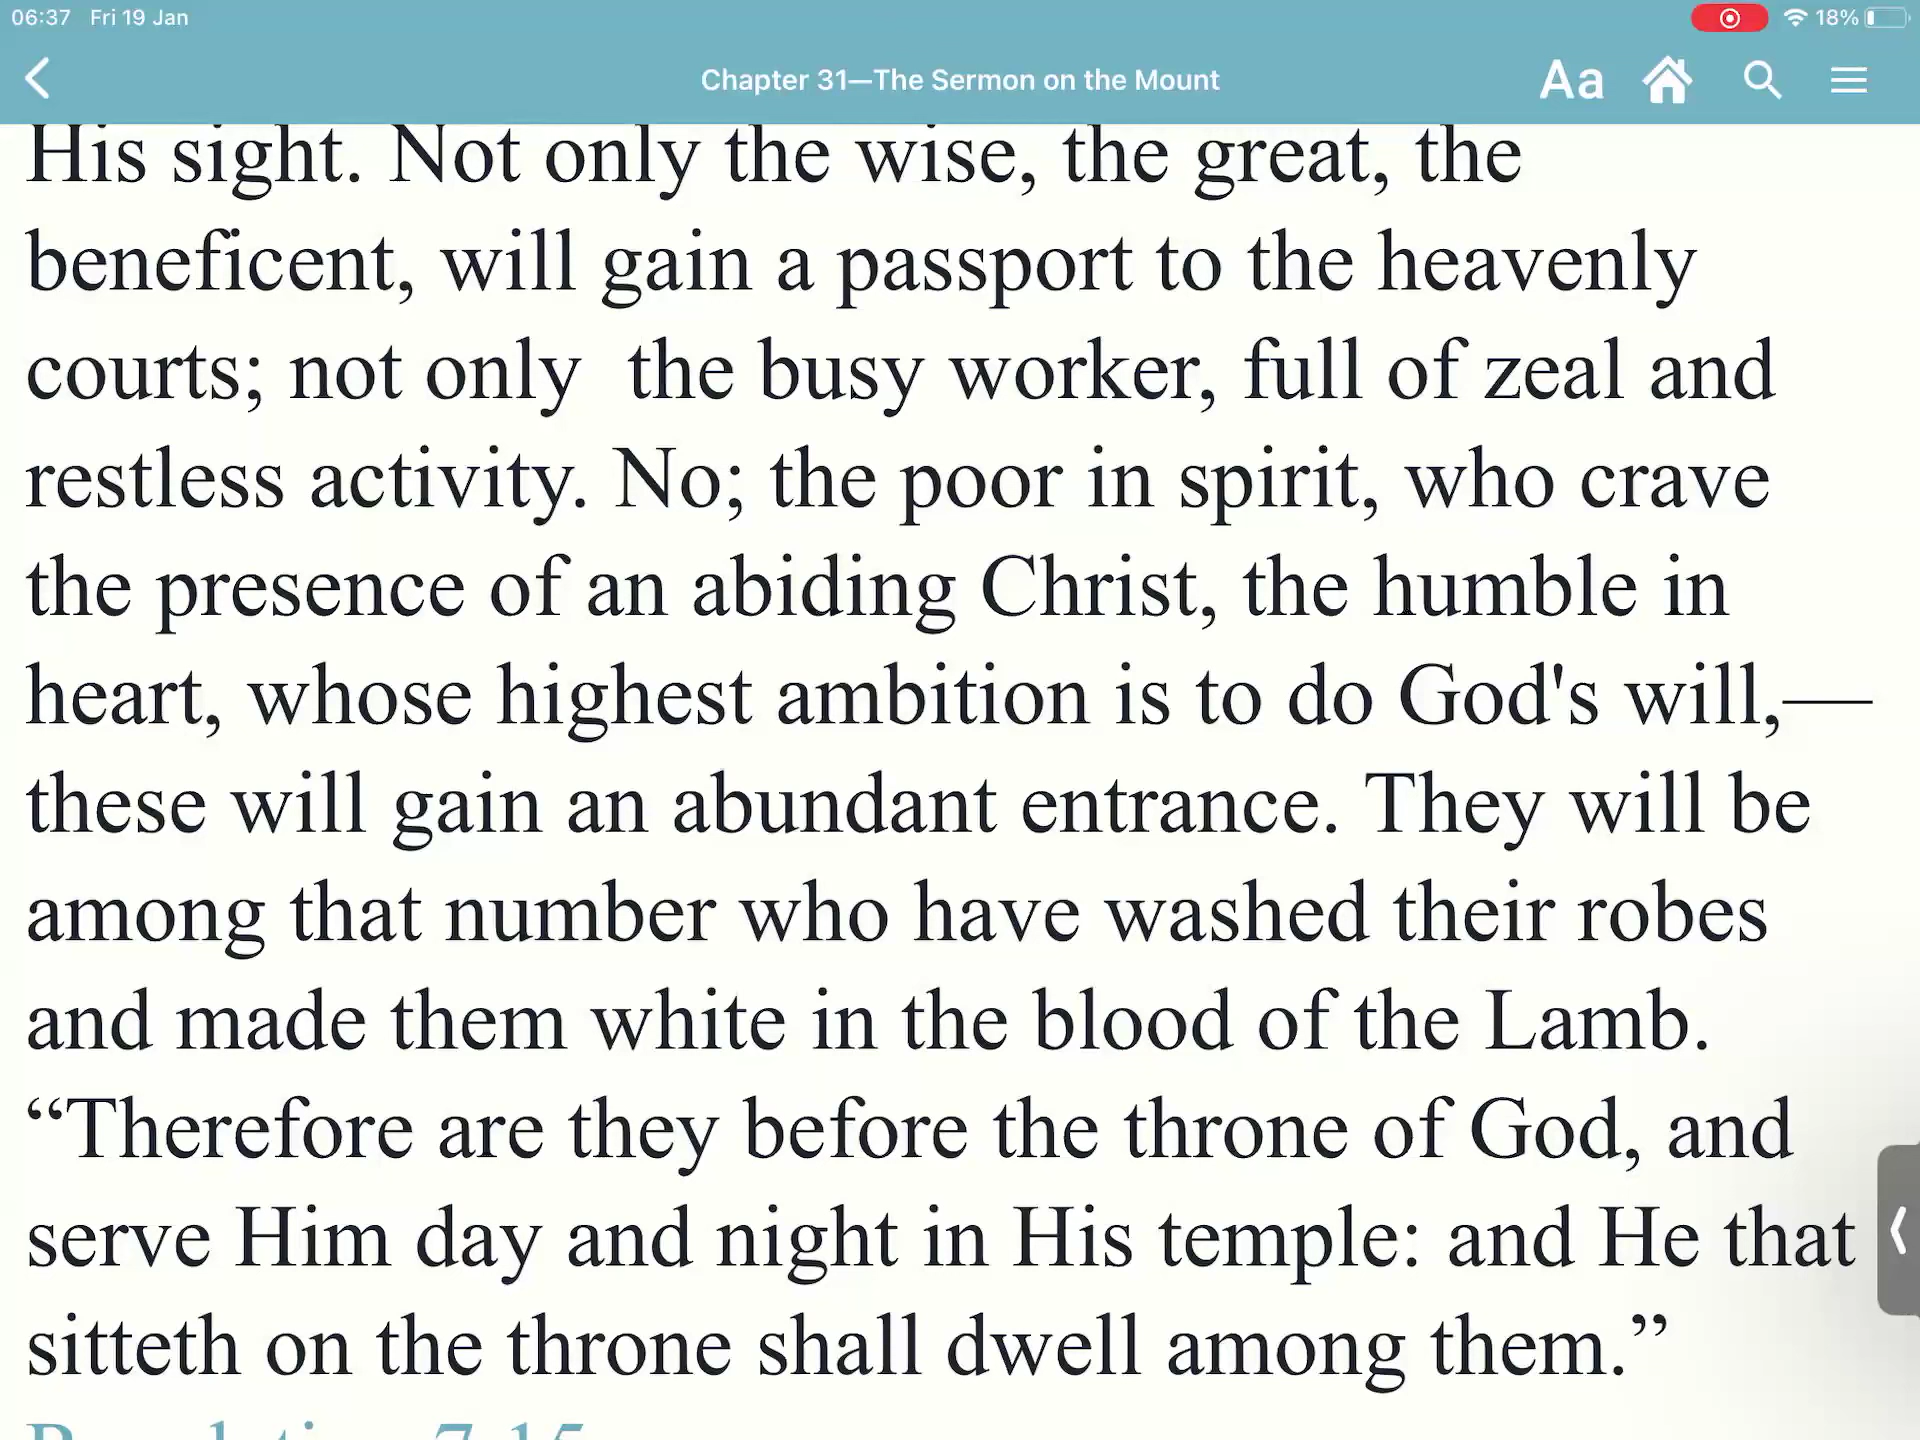 06:37 Fri 19 Jan
18%
Chapter 31—The Sermon on the Mount
Aa
His sight. Not only the wise, the great, the
beneficent, will gain a passport to the heavenly
courts; not only the busy worker, full of zeal and
restless activity. No; the poor in spirit, who crave
the presence of an abiding Christ, the humble in
heart, whose highest ambition is to do God's will,—
these will gain an abundant entrance. They will be
among that number who have washed their robes
and made them white in the blood of the Lamb.
“Therefore are they before the throne of God, and
serve Him day and night in His temple: and He that
sitteth on the throne shall dwell among them.”
Revelation 7:15